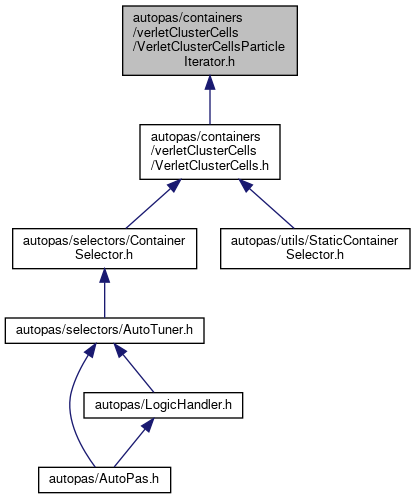 autopas/containers
/verletClusterCells
/VerletClusterCellsParticle
Iterator.h
autopas/containers
/verletClusterCells
/VerletClusterCells.h
autopas/selectors/Container
Selector.h
autopas/utils/StaticContainer
Selector.h
autopas/selectors/AutoTuner.h
autopas/LogicHandler.h
autopas/AutoPas.h